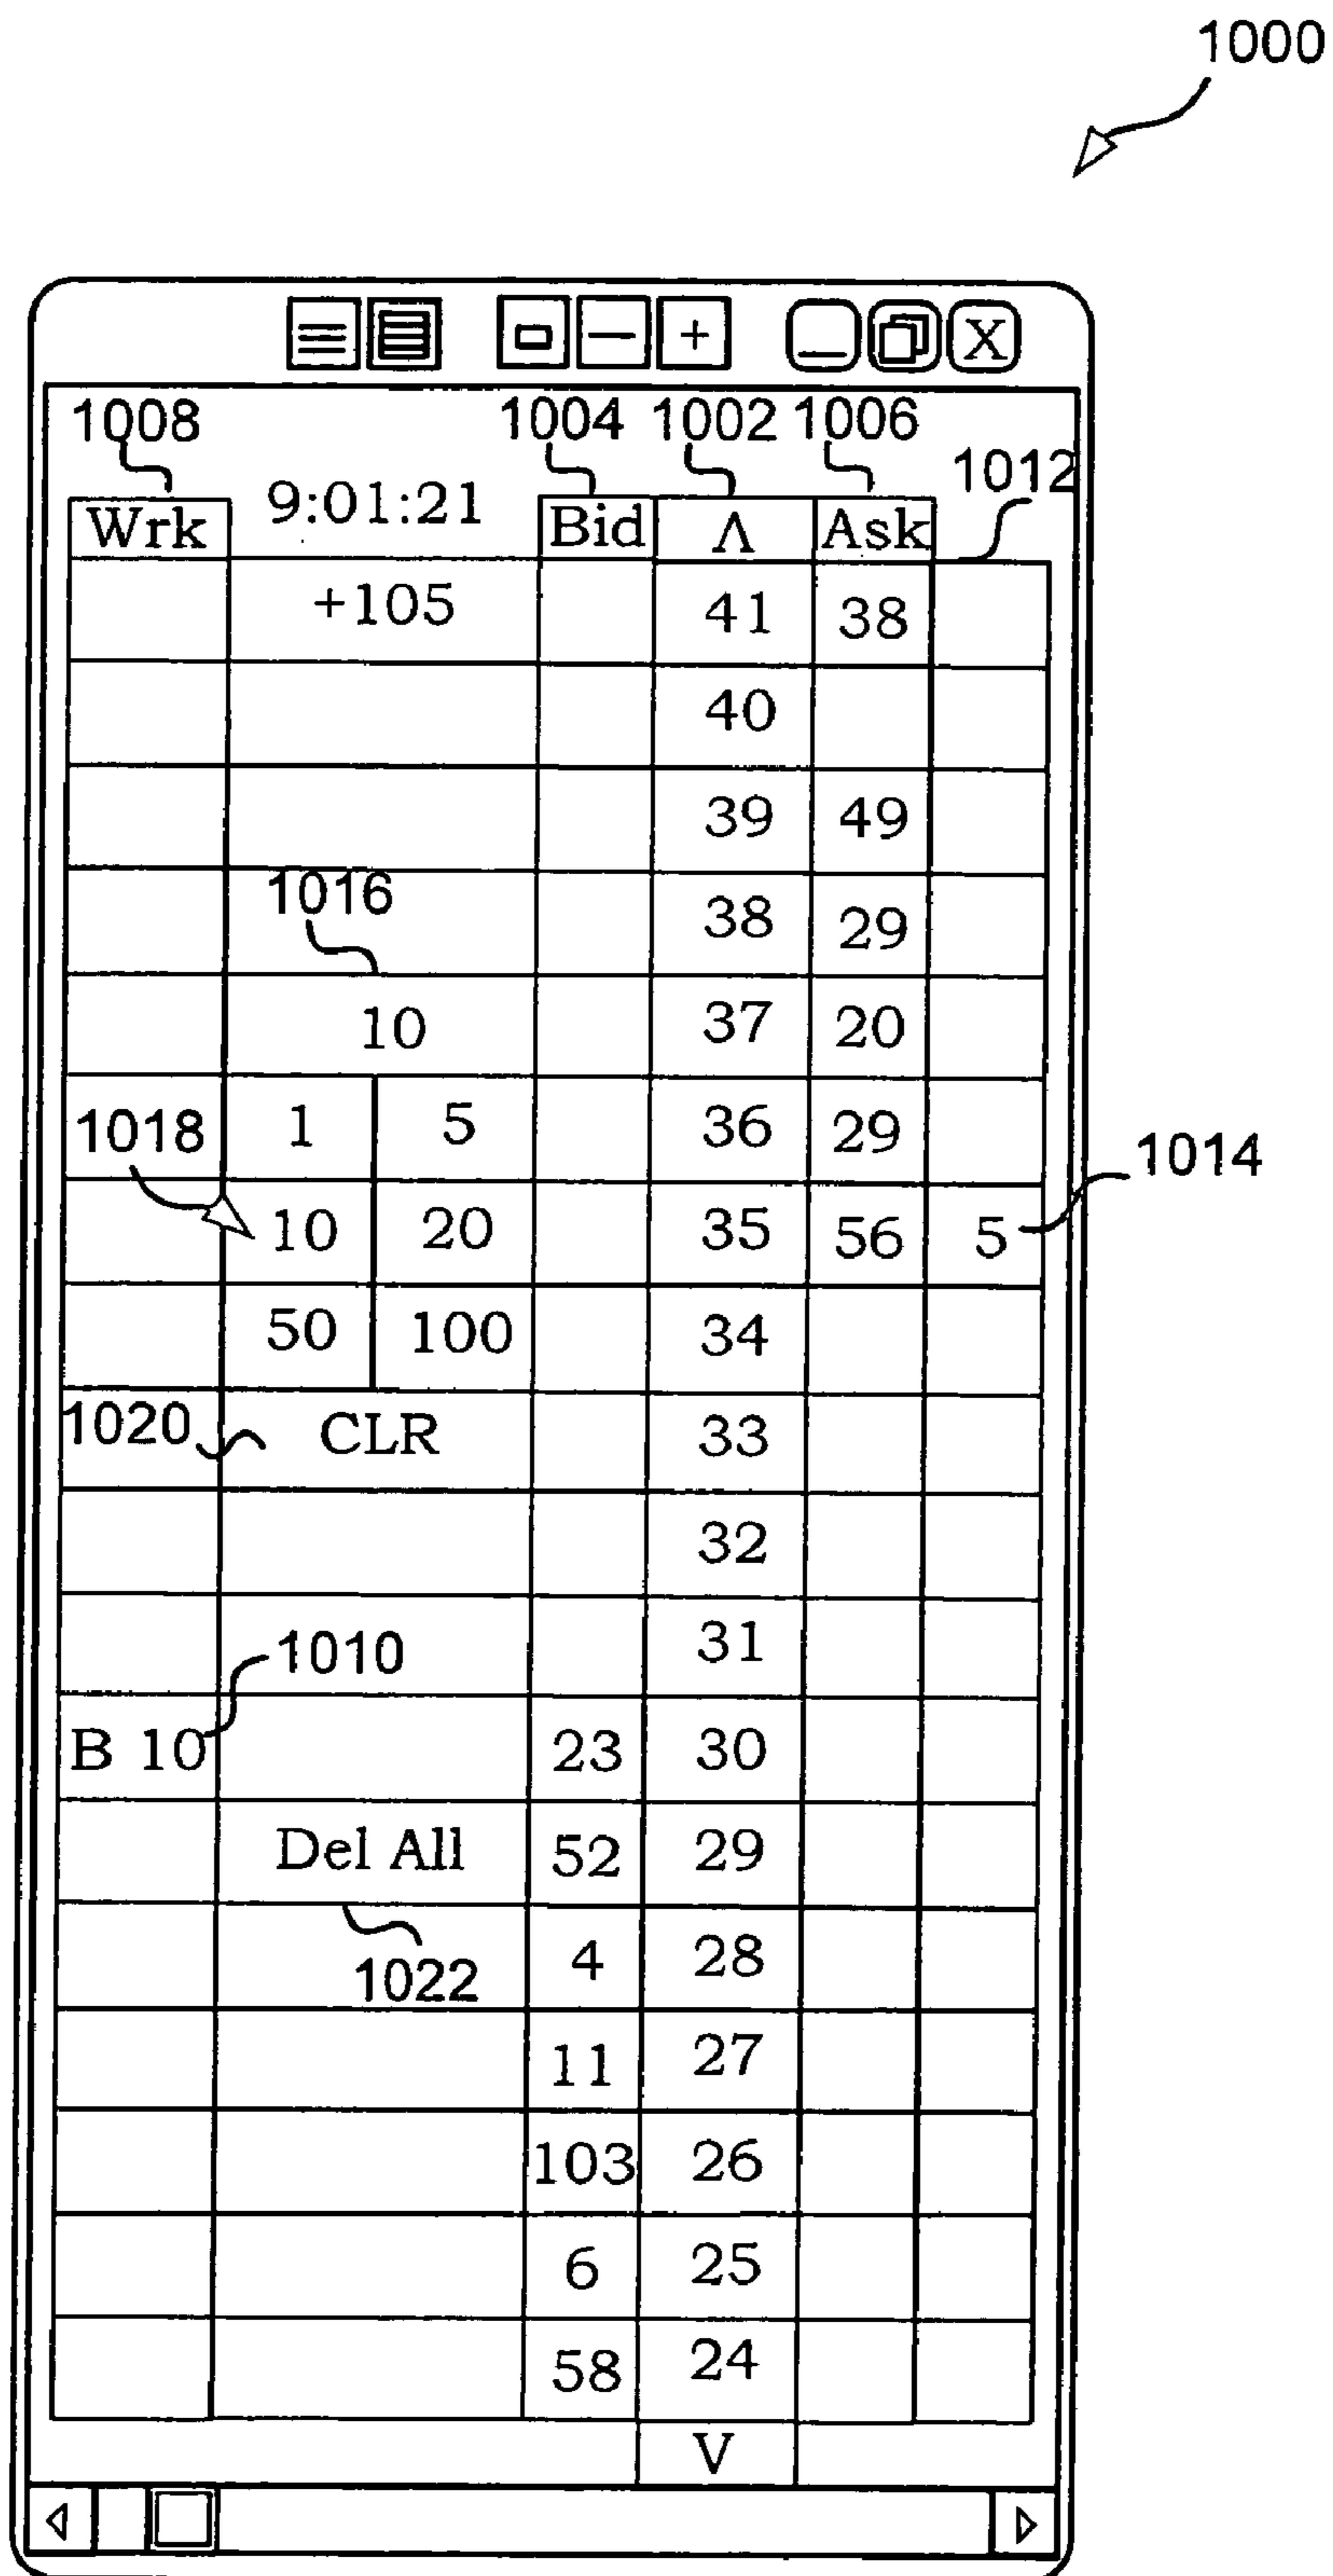 1000
X
1008 1004 1002 1006
1012
Wrk 9:01:21 Bid Λ Ask
+105 41 38
40
39 49
1016 38 29
10 37 20
1018 1 5 36 29
1014
10 20 35 56 5
50 100 34
1020 CLR 33
32
1010 31
B 10 23 30
Del All 52 29
1022 4 28
11 27
103 26
6 25
58 24
V